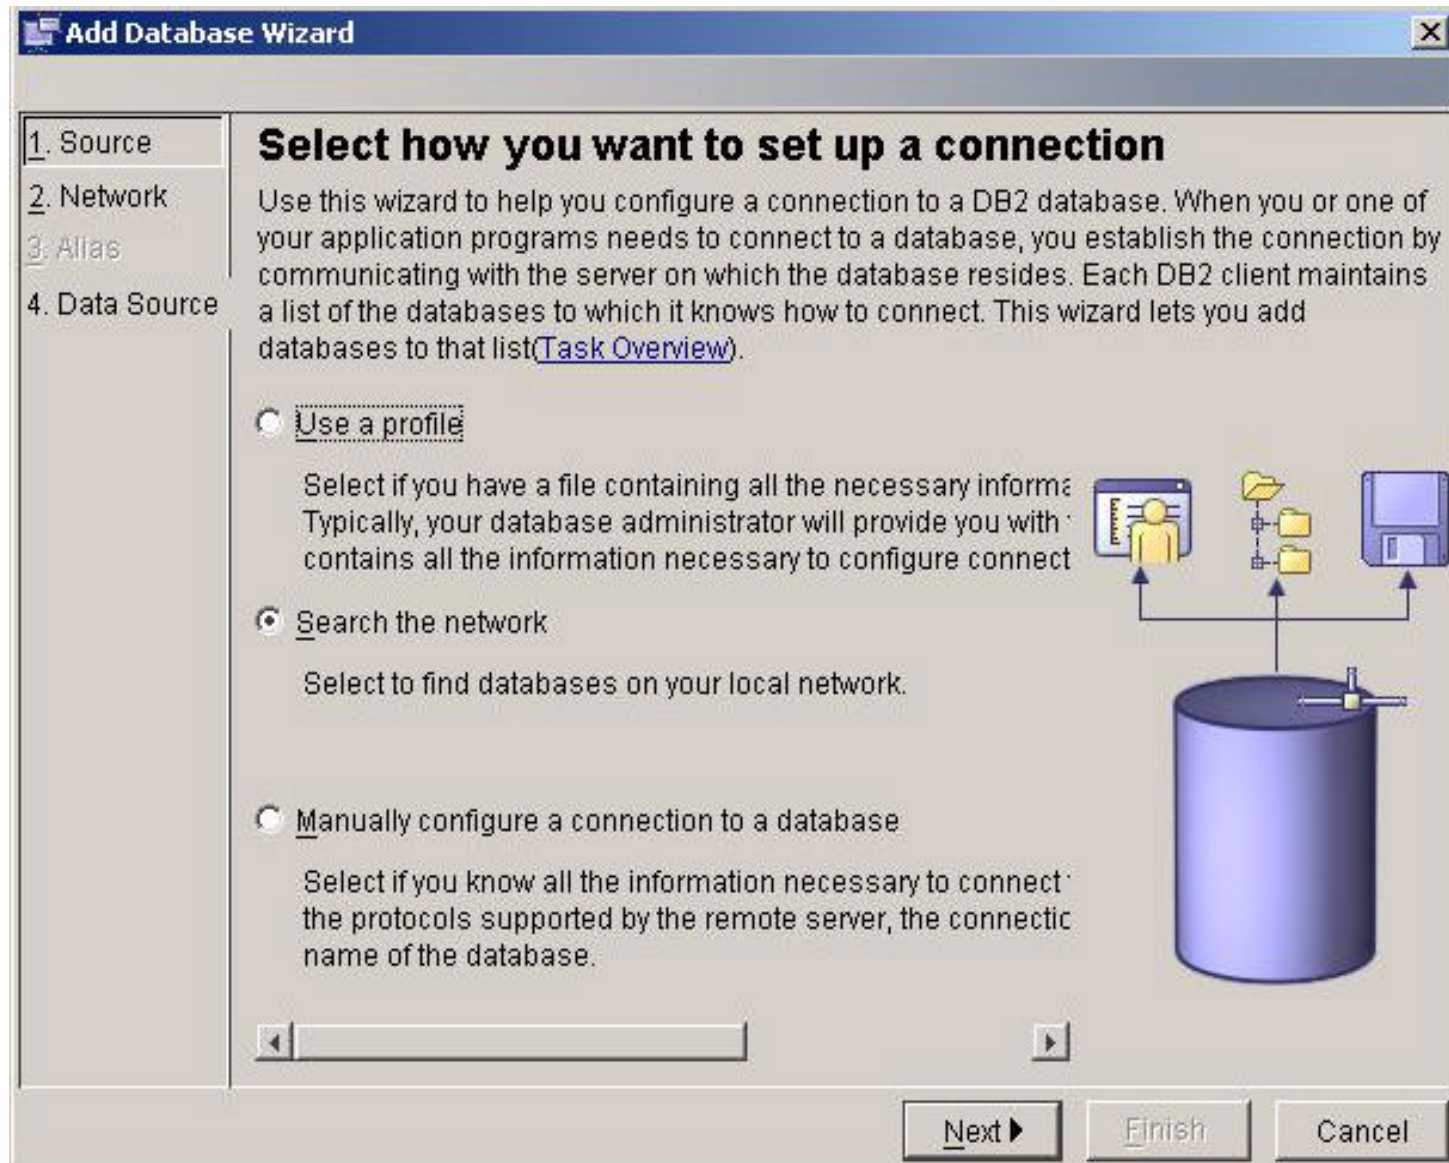 Add Database Wizard
1. Source
2. Network
3. Alias
4. Data Source
Select how you want to set up a connection
Use this wizard to help you configure a connection to a DB2 database. When you or one of
your application programs needs to connect to a database, you establish the connection by
communicating with the server on which the database resides. Each DB2 client maintains
a list of the databases to which it knows how to connect. This wizard lets you add
databases to that list(Task Overview).
Use a profile
Select if you have a file containing all the necessary informa
Typically, your database administrator will provide you with
contains all the information necessary to configure connect
Search the network
Select to find databases on your local network.
Manually configure a connection to a database
Select if you know all the information necessary to connect
the protocols supported by the remote server, the connectic
name of the database.
Next
Finish
Cancel